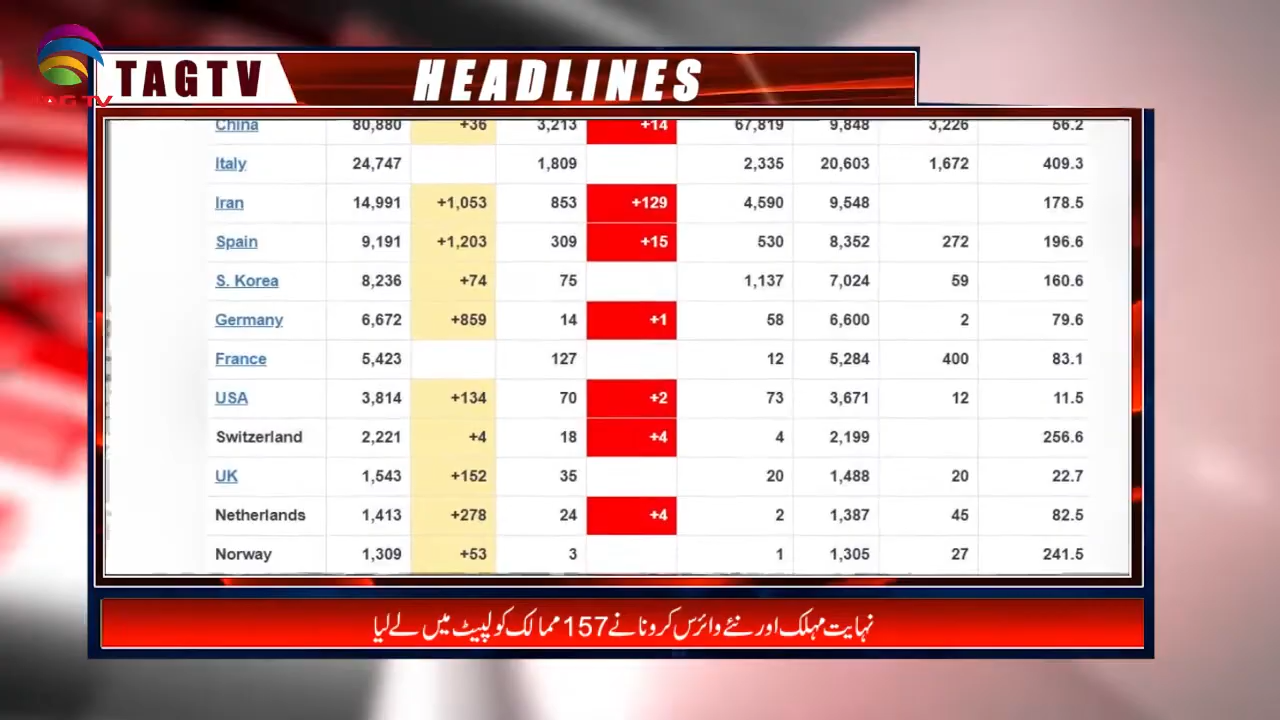 TAGTV HEADLINES
TAG TV
China 80,880 +36 3,213 +14 67,819 9,848 3,226 56.2
Italy 24,747 1,809 2,335 20,603 1,672 409.3
Iran 14,991 +1,053 853 +129 4,590 9,548 178.5
Spain 9,191 +1,203 309 +15 530 8,352 272 196.6
S. Korea 8,236 +74 75 1,137 7,024 59 160.6
Germany 6,672 +859 14 +1 58 6,600 2 79.6
France 5,423 127 12 5,284 400 83.1
USA 3,814 +134 70 +2 73 3,671 12 11.5
Switzerland 2,221 +4 18 +4 4 2,199 256.6
UK 1,543 +152 35 20 1,488 20 22.7
Netherlands 1,413 +278 24 +4 2 1,387 45 82.5
Norway 1,309 +53 3 1 1,305 27 241.5
نہایت مہلک اور نئے وائرس کرونا نے 157 ممالک کو لپیٹ میں لے لیا